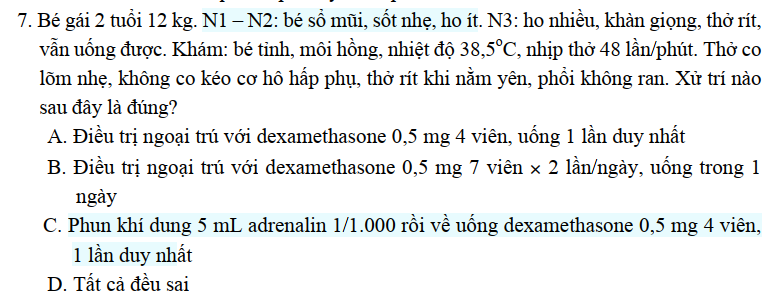 7. Bé gái 2 tuổi 12 kg. N1 – N2: bé sổ mũi, sốt nhẹ, ho ít. N3: ho nhiều, khàn giọng, thở rít,
vẫn uống được. Khám: bé tỉnh, môi hồng, nhiệt độ 38,5°C, nhịp thở 48 lần/phút. Thở co
lõm nhẹ, không co kéo cơ hô hấp phụ, thở rít khi nằm yên, phổi không ran. Xử trí nào
sau đây là đúng?
A. Điều trị ngoại trú với dexamethasone 0,5 mg 4 viên, uống 1 lần duy nhất
B. Điều trị ngoại trú với dexamethasone 0,5 mg 7 viên × 2 lần/ngày, uống trong 1
ngày
C. Phun khí dung 5 mL adrenalin 1/1.000 rồi về uống dexamethasone 0,5 mg 4 viên,
1 lần duy nhất
D. Tất cả đều sai